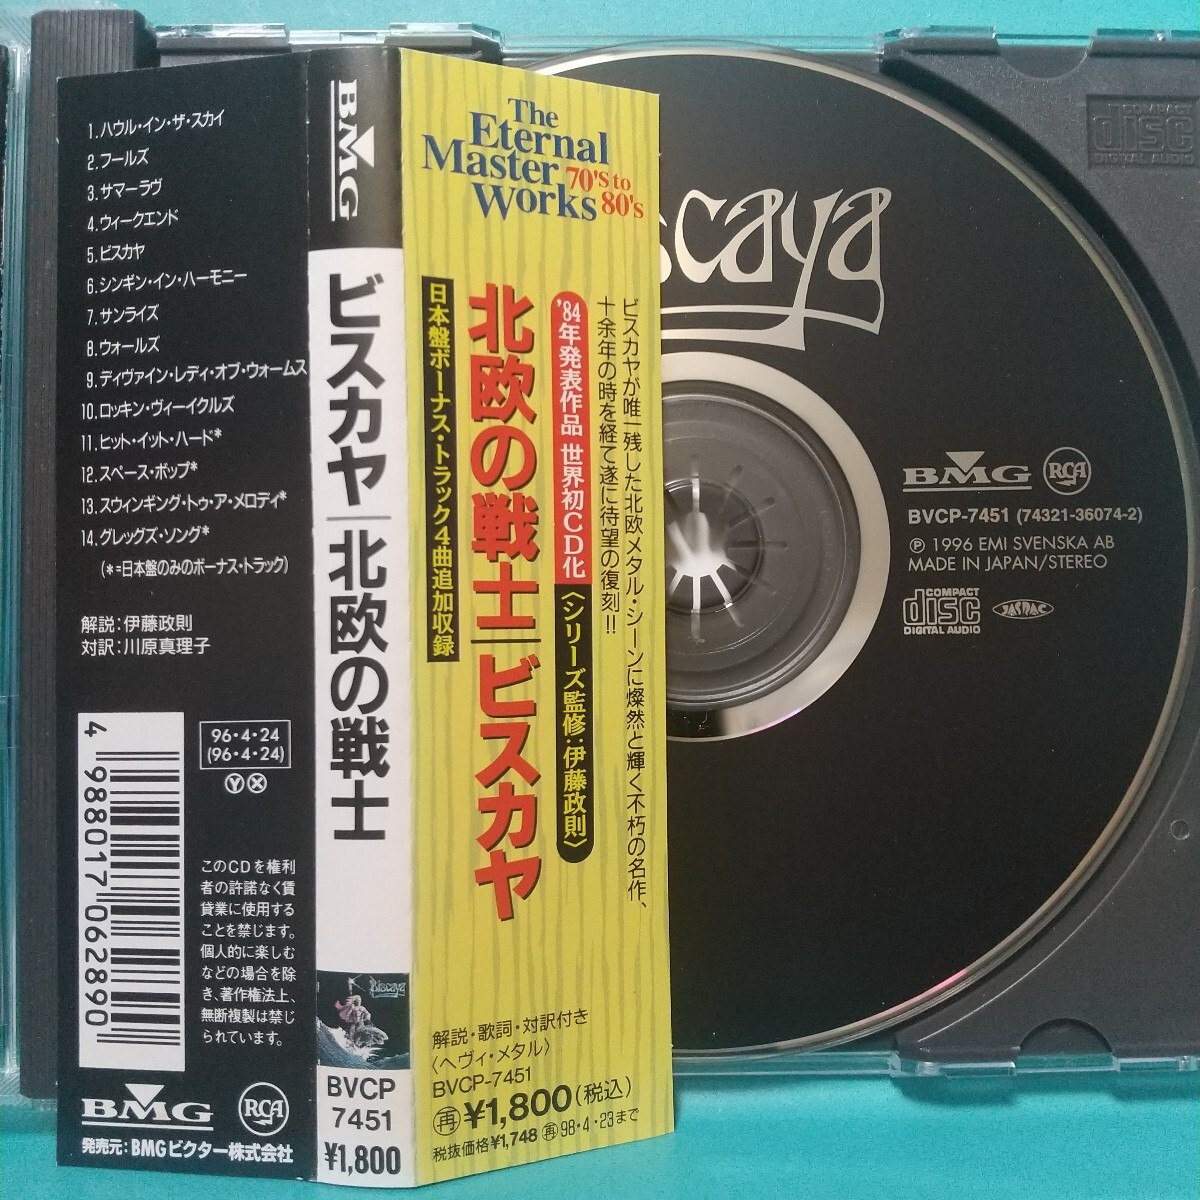 1.ハウル・イン・ザ・スカイ
2.フールズ
3.サマーラヴ
4.ウィークエンド
5.ビスカヤ
6.シンギン・イン・ハーモニー
7.サンライズ
8.ウォールズ
9.ディヴァイン・レディ・オブ・ウォームス
10.ロッキン・ヴィーイクルズ
11.ヒット・イット・ハード*
12.スペース・ポップ*
13.スウィンギング・トゥ・ア・メロディ*
14.グレッグズ・ソング*
(*=日本盤のみのボーナス・トラック)
解説:伊藤政則
対訳:川原真理子
4 988017 062890
96・4・24
(96・4・24)
Ⓨ Ⓧ
このCDを権利
者の許諾なく賃
貸業に使用する
ことを禁じます。
個人的に楽しむ
などの場合を除
き、著作権法上、
無断複製は禁じ
られています。
BMG
RCA
発売元:BMGビクター株式会社
BMG
ビスカヤ│北欧の戦士
Biscaya
BVCP
7451
¥1,800
The
Eternal
Master
Works
70's to
80's
ビスカヤが唯一残した北欧メタル・シーンに燦然と輝く不朽の名作、
十余年の時を経て遂に待望の復刻!!
'84年発表作品 世界初CD化
〈シリーズ監修:伊藤政則〉
北欧の戦士│ビスカヤ
日本盤ボーナス・トラック4曲追加収録
解説・歌詞・対訳付き
〈ヘヴィ・メタル〉
BVCP-7451
再¥1,800(税込)
税抜価格¥1,748 再98・4・23まで
scaya
BMG
RCA
BVCP-7451 (74321-36074-2)
Ⓟ 1996 EMI SVENSKA AB
MADE IN JAPAN/STEREO
COMPACT
disc
DIGITAL AUDIO
JASRAC
COMPACT
disc
DIGITAL AUDIO